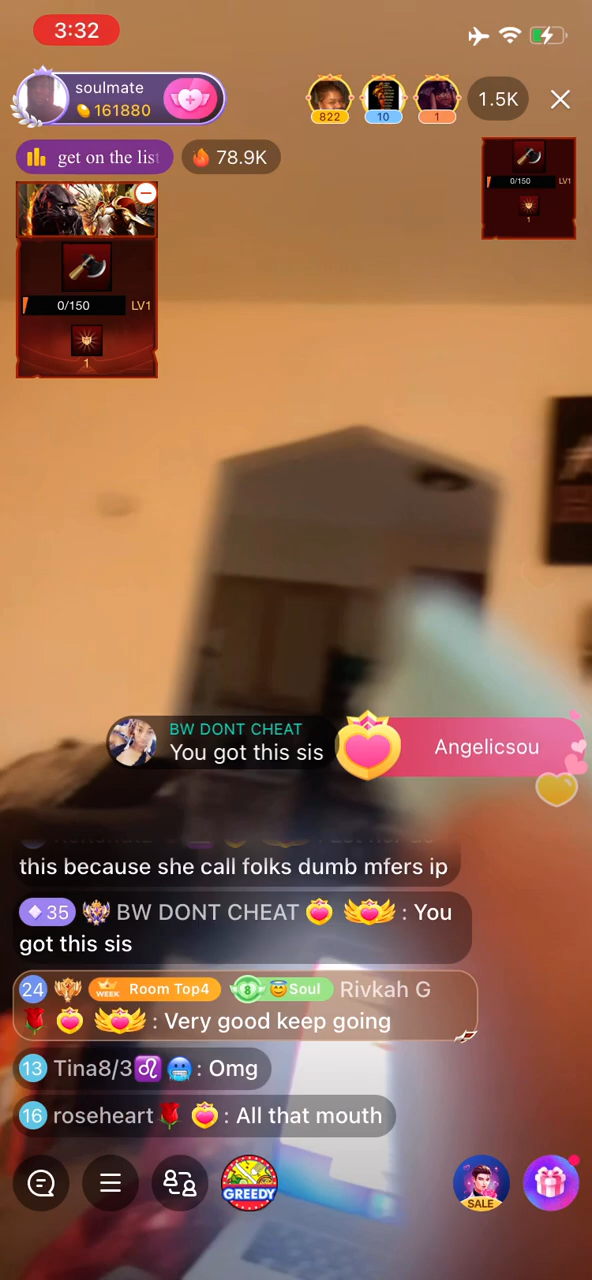 3:32
soulmate
161880
822
10
1
1.5K
get on the list
78.9K
0/150 LV1
1
0/150 LV1
1
BW DONT CHEAT
You got this sis
Angelicsou
this because she call folks dumb mfers ip
35 BW DONT CHEAT : You
got this sis
24 WEEK Room Top4 8 Soul Rivkah G
: Very good keep going
13 Tina8/3♌🥶 : Omg
16 roseheart🌹 : All that mouth
GREEDY
SALE